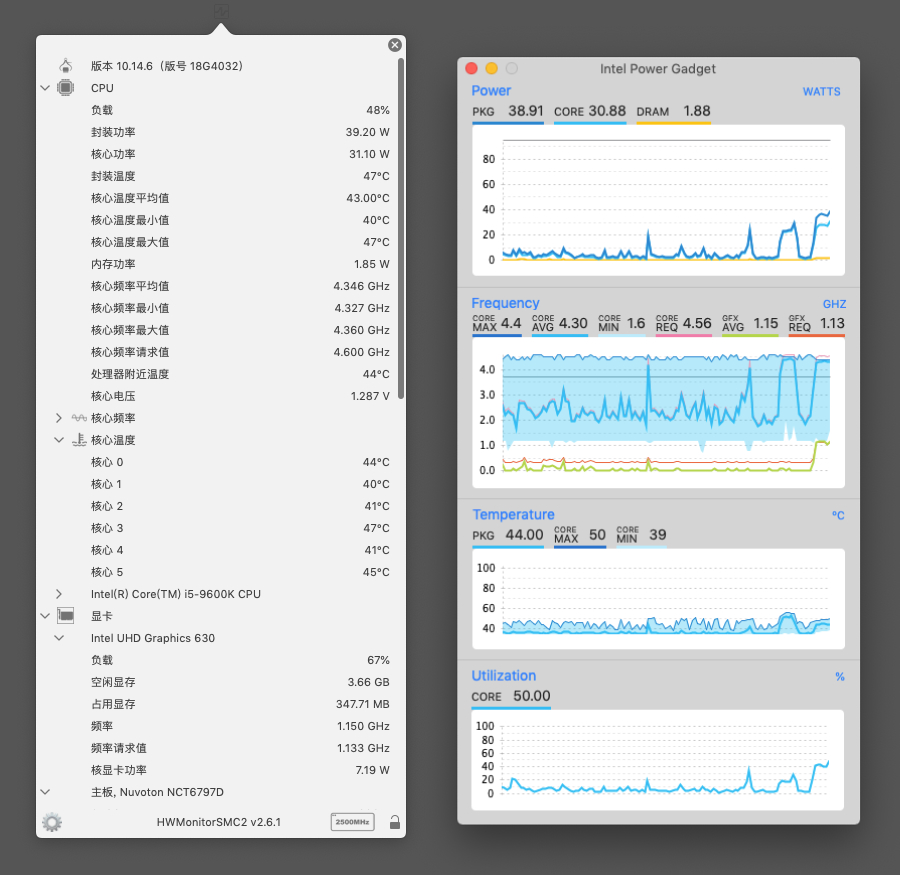 版本 10.14.6（版号 18G4032）
CPU
负载 48%
封装功率 39.20 W
核心功率 31.10 W
封装温度 47°C
核心温度平均值 43.00°C
核心温度最小值 40°C
核心温度最大值 47°C
内存功率 1.85 W
核心频率平均值 4.346 GHz
核心频率最小值 4.327 GHz
核心频率最大值 4.360 GHz
核心频率请求值 4.600 GHz
处理器附近温度 44°C
核心电压 1.287 V
核心频率
核心温度
核心 0 44°C
核心 1 40°C
核心 2 41°C
核心 3 47°C
核心 4 41°C
核心 5 45°C
Intel(R) Core(TM) i5-9600K CPU
显卡
Intel UHD Graphics 630
负载 67%
空闲显存 3.66 GB
占用显存 347.71 MB
频率 1.150 GHz
频率请求值 1.133 GHz
核显卡功率 7.19 W
主板, Nuvoton NCT6797D
HWMonitorSMC2 v2.6.1 2500MHz
Intel Power Gadget
Power WATTS
PKG 38.91 CORE 30.88 DRAM 1.88
80
60
40
20
0
Frequency GHZ
CORE MAX 4.4 CORE AVG 4.30 CORE MIN 1.6 CORE REQ 4.56 GFX AVG 1.15 GFX REQ 1.13
4.0
3.0
2.0
1.0
0.0
Temperature °C
PKG 44.00 CORE MAX 50 CORE MIN 39
100
80
60
40
Utilization %
CORE 50.00
100
80
60
40
20
0